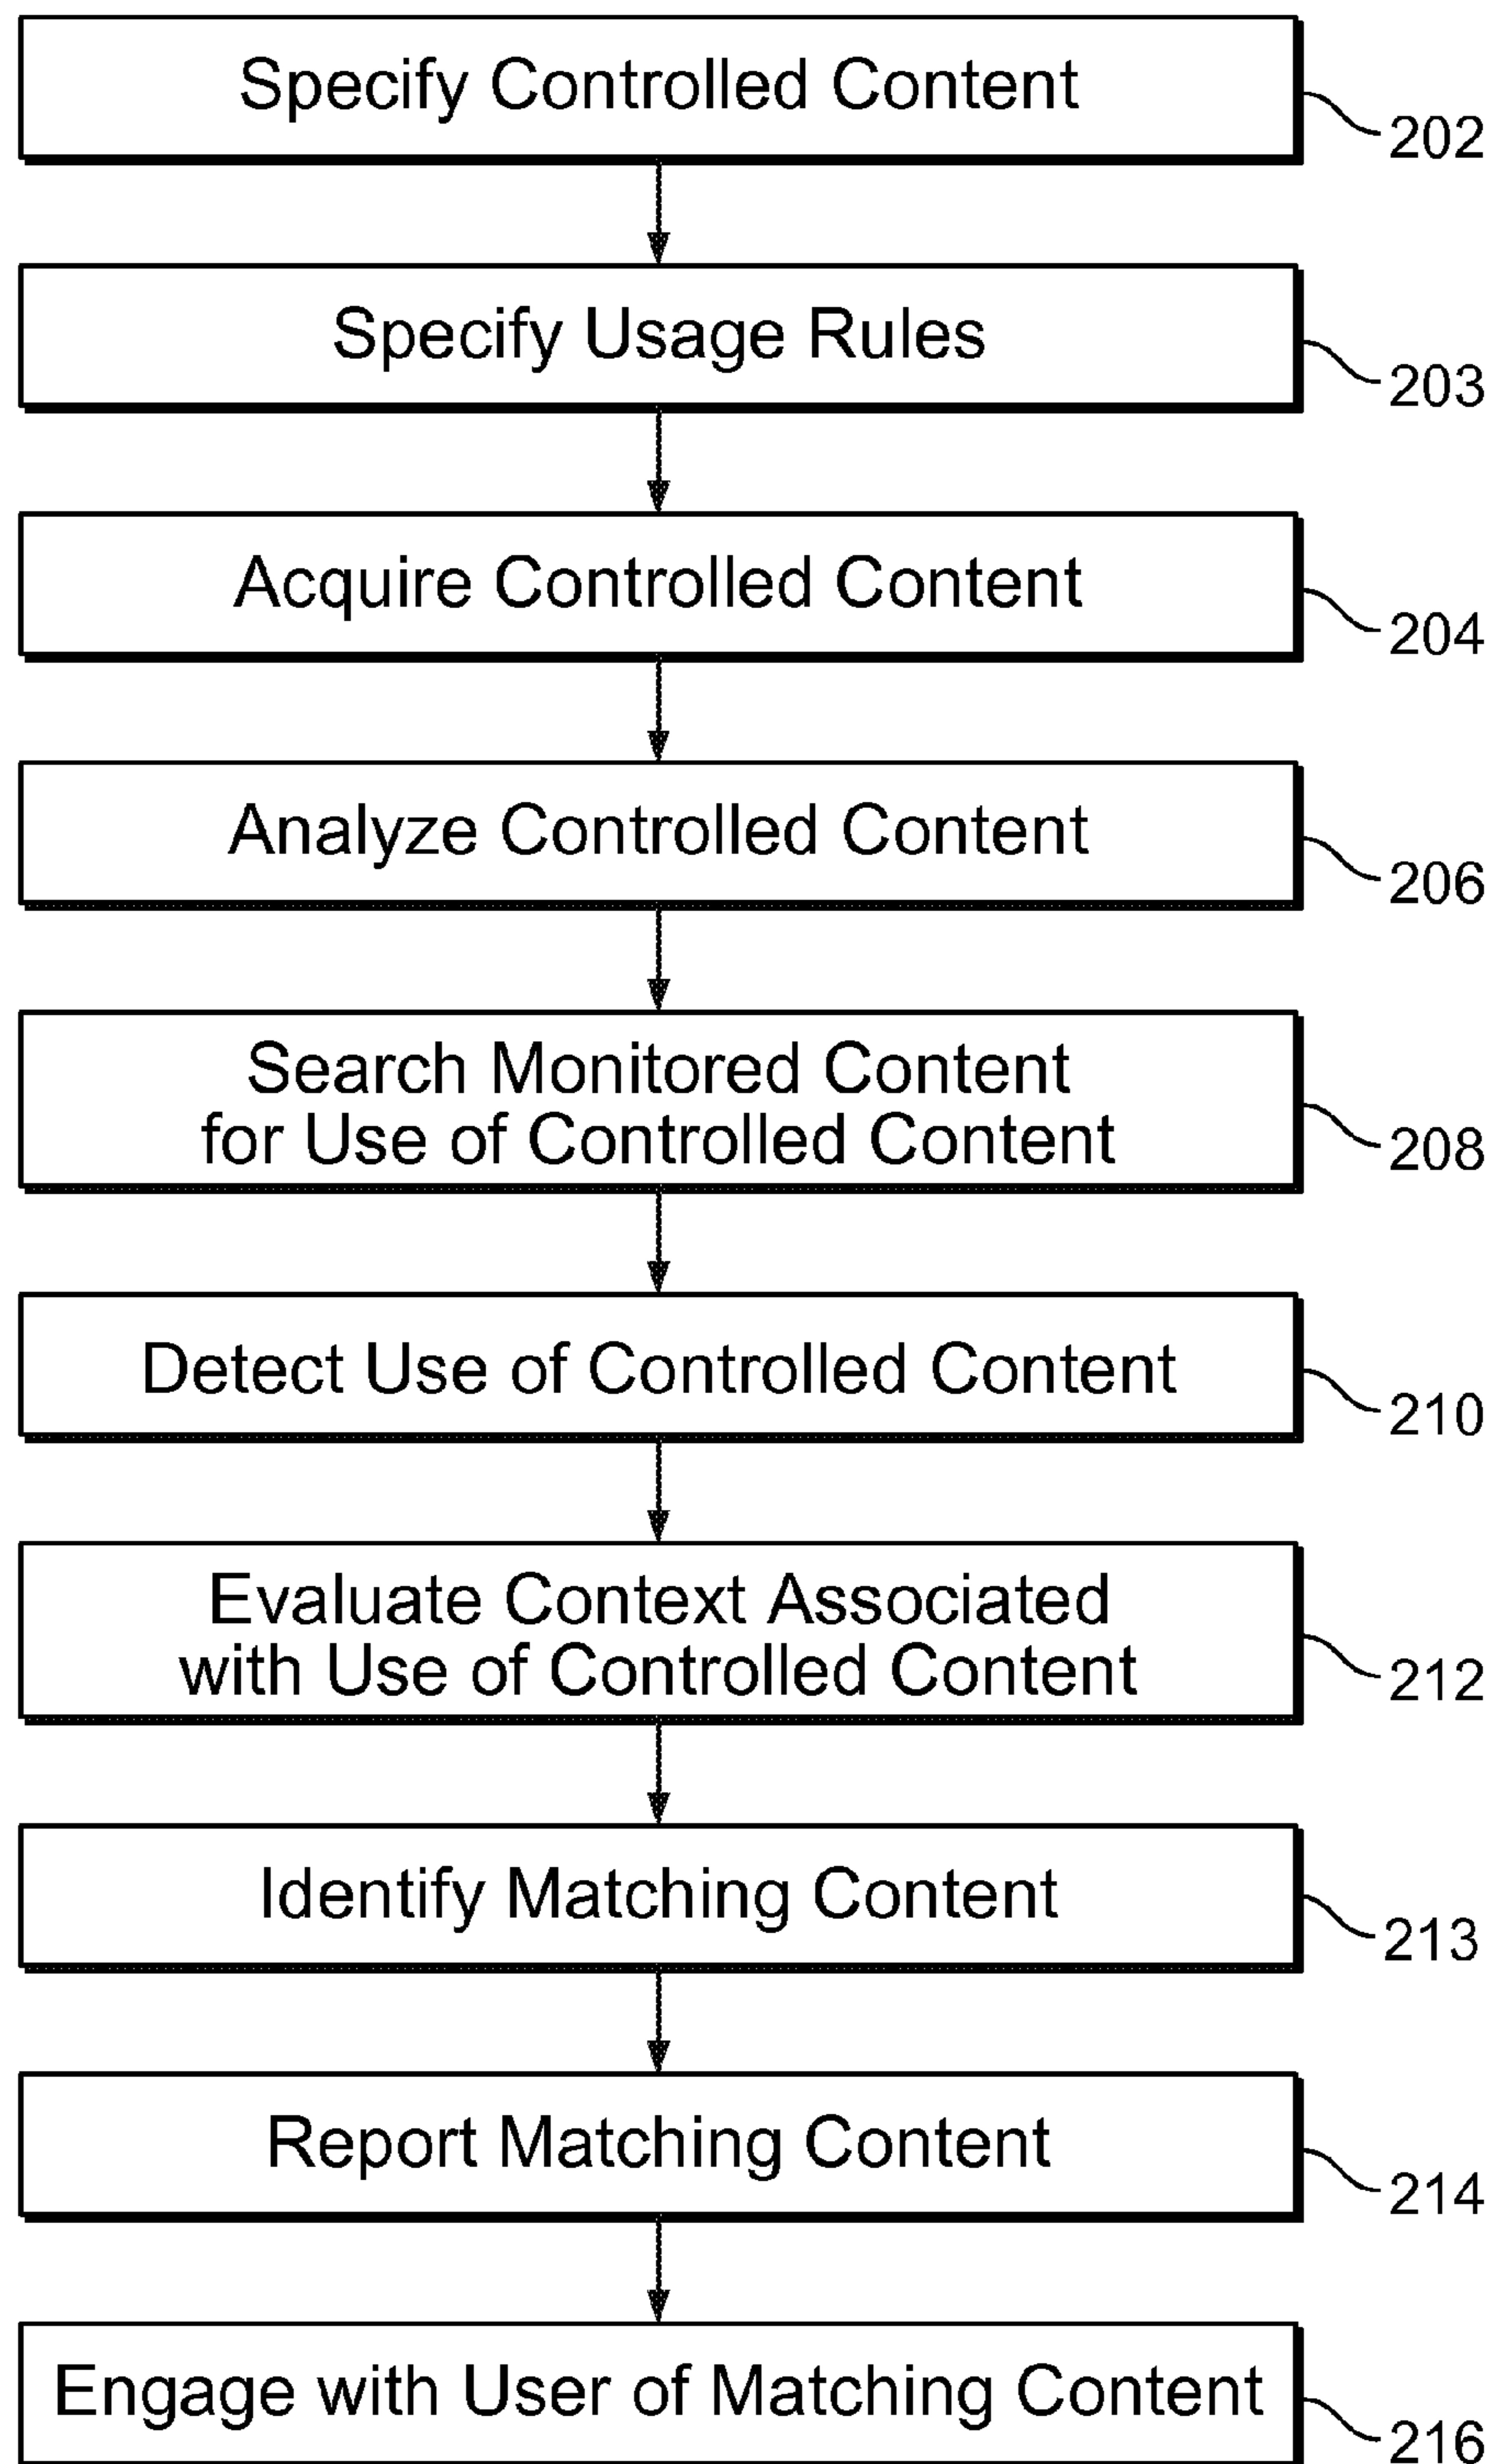 Specify Controlled Content
202
Specify Usage Rules
203
Acquire Controlled Content
204
Analyze Controlled Content
206
Search Monitored Content
for Use of Controlled Content
208
Detect Use of Controlled Content
210
Evaluate Context Associated
with Use of Controlled Content
212
Identify Matching Content
213
Report Matching Content
214
Engage with User of Matching Content
216